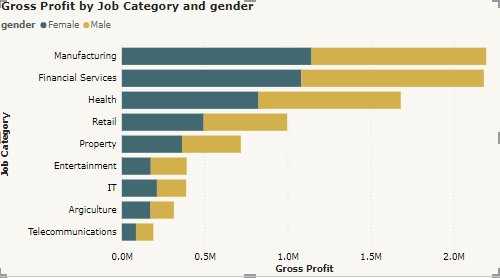 Gross Profit by Job Category and gender
gender Female Male
Job Category
Manufacturing
Financial Services
Health
Retail
Property
Entertainment
IT
Argiculture
Telecommunications
0.0M 0.5M 1.0M 1.5M 2.0M
Gross Profit